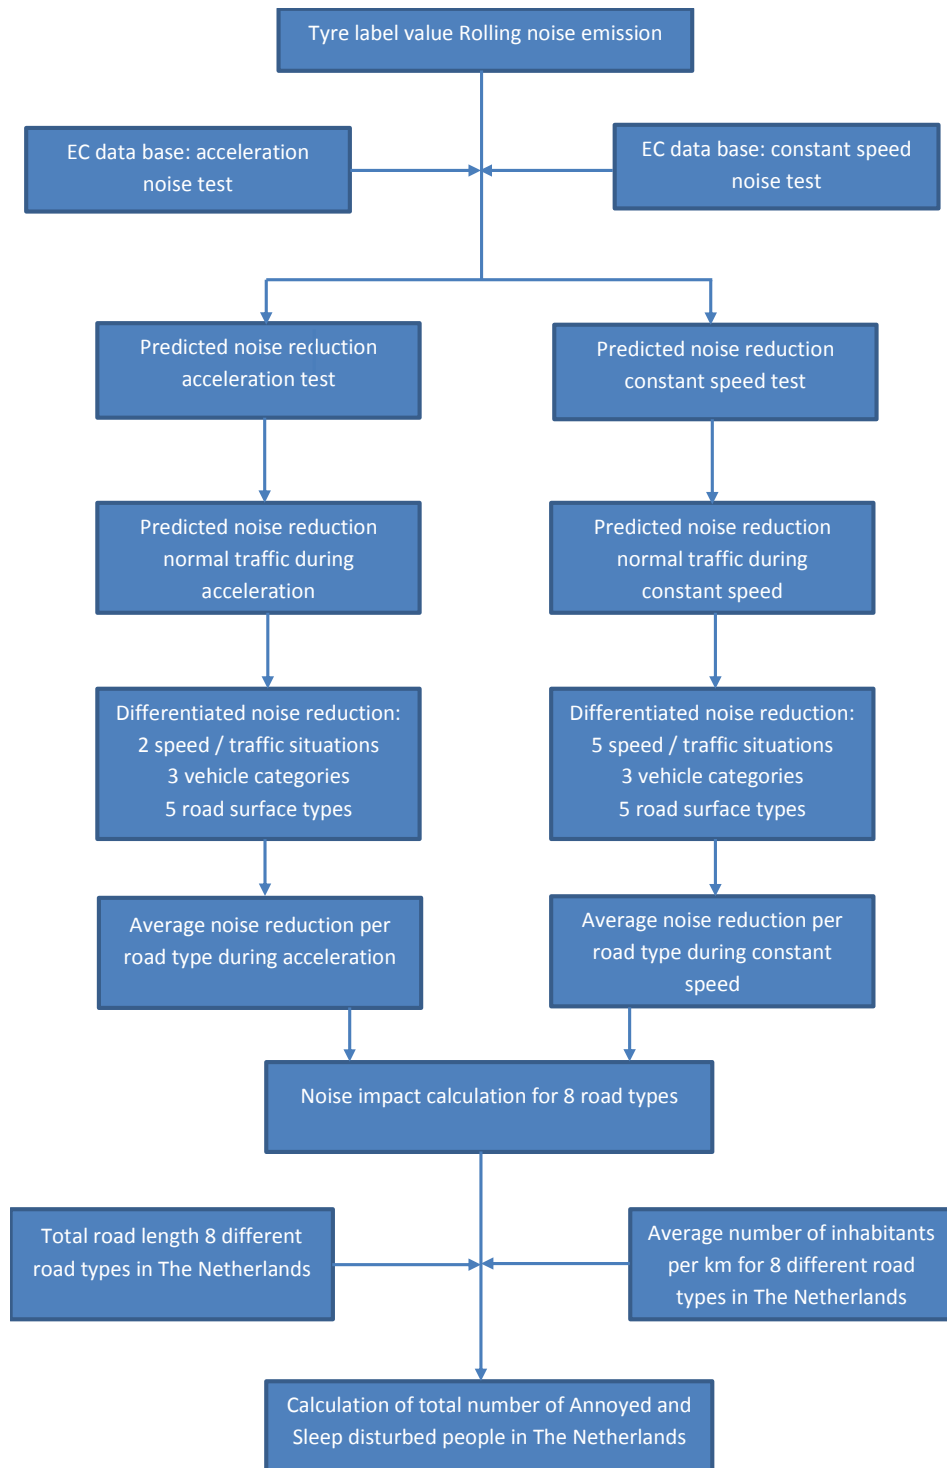 Tyre label value Rolling noise emission
EC data base: acceleration
noise test
EC data base: constant speed
noise test
Predicted noise reduction
acceleration test
Predicted noise reduction
constant speed test
Predicted noise reduction
normal traffic during
acceleration
Predicted noise reduction
normal traffic during
constant speed
Differentiated noise reduction:
2 speed / traffic situations
3 vehicle categories
5 road surface types
Differentiated noise reduction:
5 speed / traffic situations
3 vehicle categories
5 road surface types
Average noise reduction per
road type during acceleration
Average noise reduction per
road type during constant
speed
Noise impact calculation for 8 road types
Total road length 8 different
road types in The Netherlands
Average number of inhabitants
per km for 8 different road
types in The Netherlands
Calculation of total number of Annoyed and
Sleep disturbed people in The Netherlands